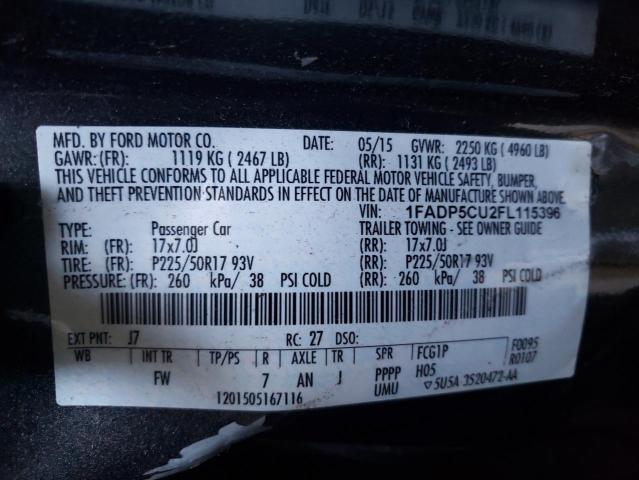 MFD. BY FORD MOTOR CO. DATE: 05/15 GVWR: 2250 KG ( 4960 LB)
GAWR:(FR): 1119 KG ( 2467 LB) (RR): 1131 KG ( 2493 LB)
THIS VEHICLE CONFORMS TO ALL APPLICABLE FEDERAL MOTOR VEHICLE SAFETY, BUMPER,
AND THEFT PREVENTION STANDARDS IN EFFECT ON THE DATE OF MANUFACTURE SHOWN ABOVE.
VIN: 1FADP5CU2FL115396
TYPE: Passenger Car TRAILER TOWING - SEE OWNER GUIDE
RIM: (FR): 17x7.0J (RR): 17x7.0J
TIRE: (FR): P225/50R17 93V (RR): P225/50R17 93V
PRESSURE: (FR): 260 kPa/ 38 PSI COLD (RR): 260 kPa/ 38 PSI COLD
EXT PNT: J7 RC: 27 DSO: F0095
WB INT TR TP/PS R AXLE TR SPR FCG1P R0107
FW 7 AN J PPPP H05
UMU ▽5U5A 3520472-AA
1201505167116